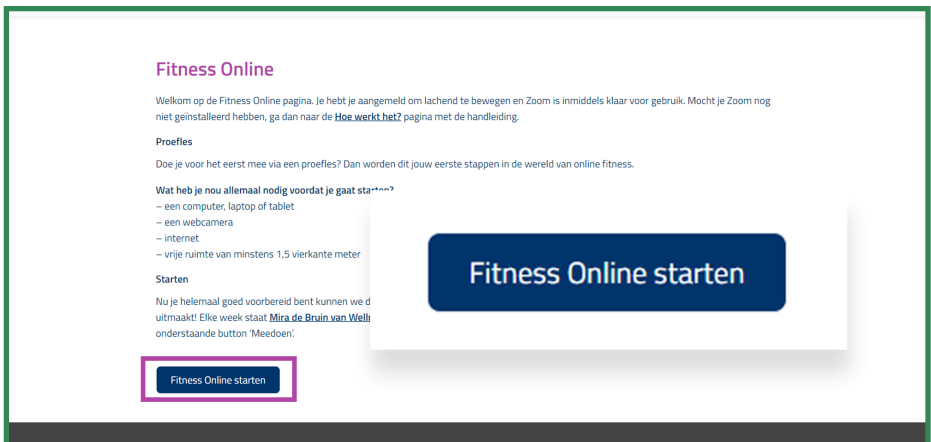 Fitness Online
Welkom op de Fitness Online pagina. Je hebt je aangemeld om lachend te bewegen en Zoom is inmiddels klaar voor gebruik. Mocht je Zoom nog
niet geïnstalleerd hebben, ga dan naar de Hoe werkt het? pagina met de handleiding.
Proefles
Doe je voor het eerst mee via een proefles? Dan worden dit jouw eerste stappen in de wereld van online fitness.
Wat heb je nou allemaal nodig voordat je gaat starten?
– een computer, laptop of tablet
– een webcamera
– internet
– vrije ruimte van minstens 1,5 vierkante meter
Fitness Online starten
Starten
Nu je helemaal goed voorbereid bent kunnen we
uitmaakt! Elke week staat Mira de Bruin van
onderstaande button 'Meedoen'.
Fitness Online starten